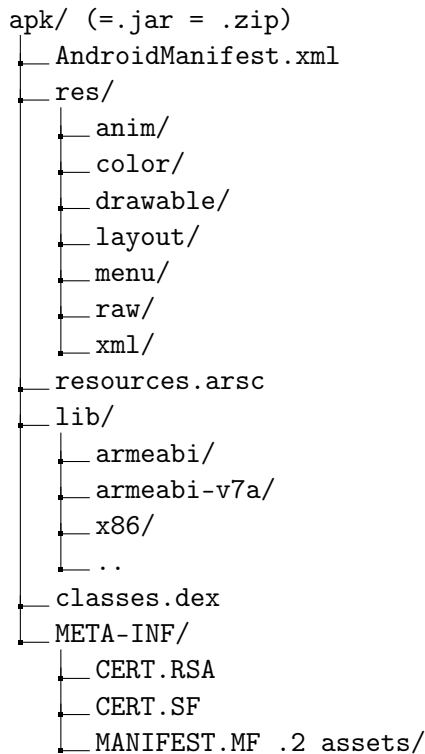 apk/ (=.jar = .zip)
AndroidManifest.xml
res/
anim/
color/
drawable/
layout/
menu/
raw/
xml/
resources.arsc
lib/
armeabi/
armeabi-v7a/
x86/
..
classes.dex
META-INF/
CERT.RSA
CERT.SF
MANIFEST.MF .2 assets/